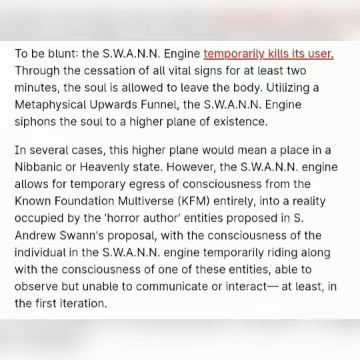 To be blunt: the S.W.A.N.N. Engine temporarily kills its user.
Through the cessation of all vital signs for at least two
minutes, the soul is allowed to leave the body. Utilizing a
Metaphysical Upwards Funnel, the S.W.A.N.N. Engine
siphons the soul to a higher plane of existence.
In several cases, this higher plane would mean a place in a
Nibbanic or Heavenly state. However, the S.W.A.N.N. engine
allows for temporary egress of consciousness from the
Known Foundation Multiverse (KFM) entirely, into a reality
occupied by the 'horror author' entities proposed in S.
Andrew Swann's proposal, with the consciousness of the
individual in the S.W.A.N.N. engine temporarily riding along
with the consciousness of one of these entities, able to
observe but unable to communicate or interact— at least, in
the first iteration.